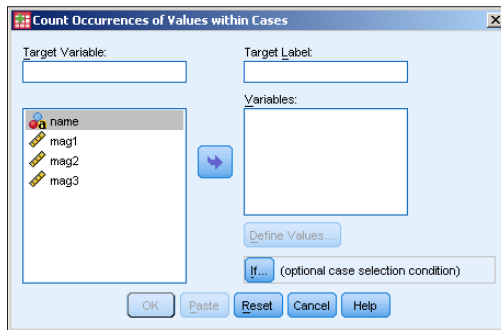 Count Occurrences of Values within Cases
Target Variable:
Target Label:
name
mag1
mag2
mag3
Variables:
Define Values...
If... (optional case selection condition)
OK Paste Reset Cancel Help